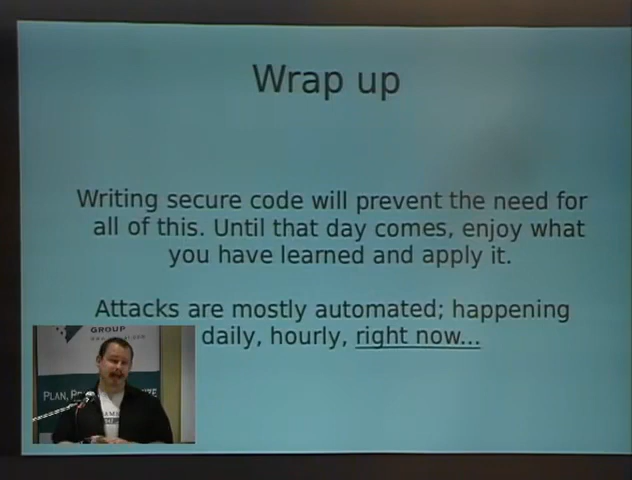 Wrap up
Writing secure code will prevent the need for
all of this. Until that day comes, enjoy what
you have learned and apply it.
Attacks are mostly automated; happening
daily, hourly, right now...
GROUP
PLAN,